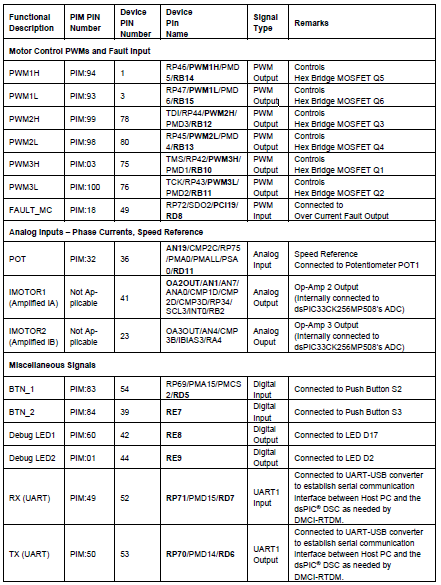 Functional Description | PIM PIN Number | Device PIN Number | Device Pin Name | Signal Type | Remarks
Motor Control PWMs and Fault Input
PWM1H | PIM:94 | 1 | RP46/PWM1H/PMD5/RB14 | PWM Output | Controls Hex Bridge MOSFET Q5
PWM1L | PIM:93 | 3 | RP47/PWM1L/PMD6/RB15 | PWM Output | Controls Hex Bridge MOSFET Q6
PWM2H | PIM:99 | 78 | TDI/RP44/PWM2H/PMD3/RB12 | PWM Output | Controls Hex Bridge MOSFET Q3
PWM2L | PIM:98 | 80 | RP45/PWM2L/PMD4/RB13 | PWM Output | Controls Hex Bridge MOSFET Q4
PWM3H | PIM:03 | 75 | TMS/RP42/PWM3H/PMD1/RB10 | PWM Output | Controls Hex Bridge MOSFET Q1
PWM3L | PIM:100 | 76 | TCK/RP43/PWM3L/PMD2/RB11 | PWM Output | Controls Hex Bridge MOSFET Q2
FAULT_MC | PIM:18 | 49 | RP72/SDO2/PCI19/RD8 | PWM Input | Connected to Over Current Fault Output
Analog Inputs – Phase Currents, Speed Reference
POT | PIM:32 | 36 | AN19/CMP2C/RP75/PMA0/PMALL/PSA0/RD11 | Analog Input | Speed Reference Connected to Potentiometer POT1
IMOTOR1 (Amplified IA) | Not Applicable | 41 | OA2OUT/AN1/AN7/ANA0/CMP1D/CMP2D/CMP3D/RP34/SCL3/INT0/RB2 | Analog Output | Op-Amp 2 Output (Internally connected to dsPIC33CK256MP508's ADC)
IMOTOR2 (Amplified IB) | Not Applicable | 23 | OA3OUT/AN4/CMP3B/IBIAS3/RA4 | Analog Ouput | Op-Amp 3 Output (Internally connected to dsPIC33CK256MP508's ADC)
Miscellaneous Signals
BTN_1 | PIM:83 | 54 | RP69/PMA15/PMCS2/RD5 | Digital Input | Connected to Push Button S2
BTN_2 | PIM:84 | 39 | RE7 | Digital Input | Connected to Push Button S3
Debug LED1 | PIM:60 | 42 | RE8 | Digital Output | Connected to LED D17
Debug LED2 | PIM:01 | 44 | RE9 | Digital Output | Connected to LED D2
RX (UART) | PIM:49 | 52 | RP71/PMD15/RD7 | UART1 Input | Connected to UART-USB converter to establish serial communication interface between Host PC and the dsPIC® DSC as needed by DMCI-RTDM.
TX (UART) | PIM:50 | 53 | RP70/PMD14/RD6 | UART1 Output | Connected to UART-USB converter to establish serial communication interface between Host PC and the dsPIC® DSC as needed by DMCI-RTDM.